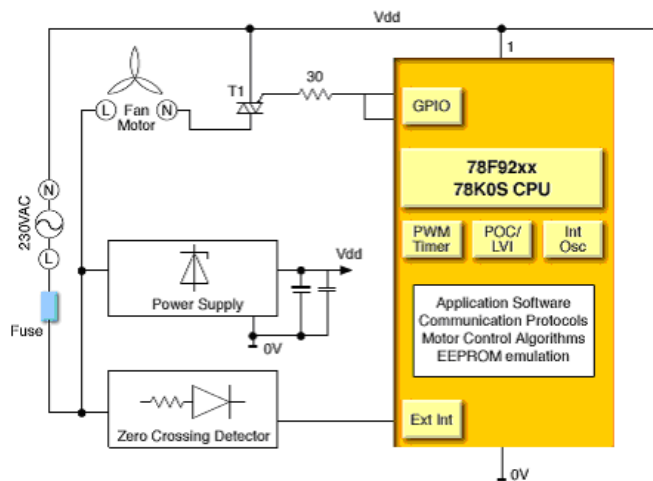 Vdd
1
T1
30
L
Fan
Motor
N
GPIO
78F92xx
78K0S CPU
N
230VAC
L
PWM
Timer
POC/
LVI
Int
Osc
Vdd
Power Supply
Fuse
0V
Application Software
Communication Protocols
Motor Control Algorithms
EEPROM emulation
Ext Int
Zero Crossing Detector
0V